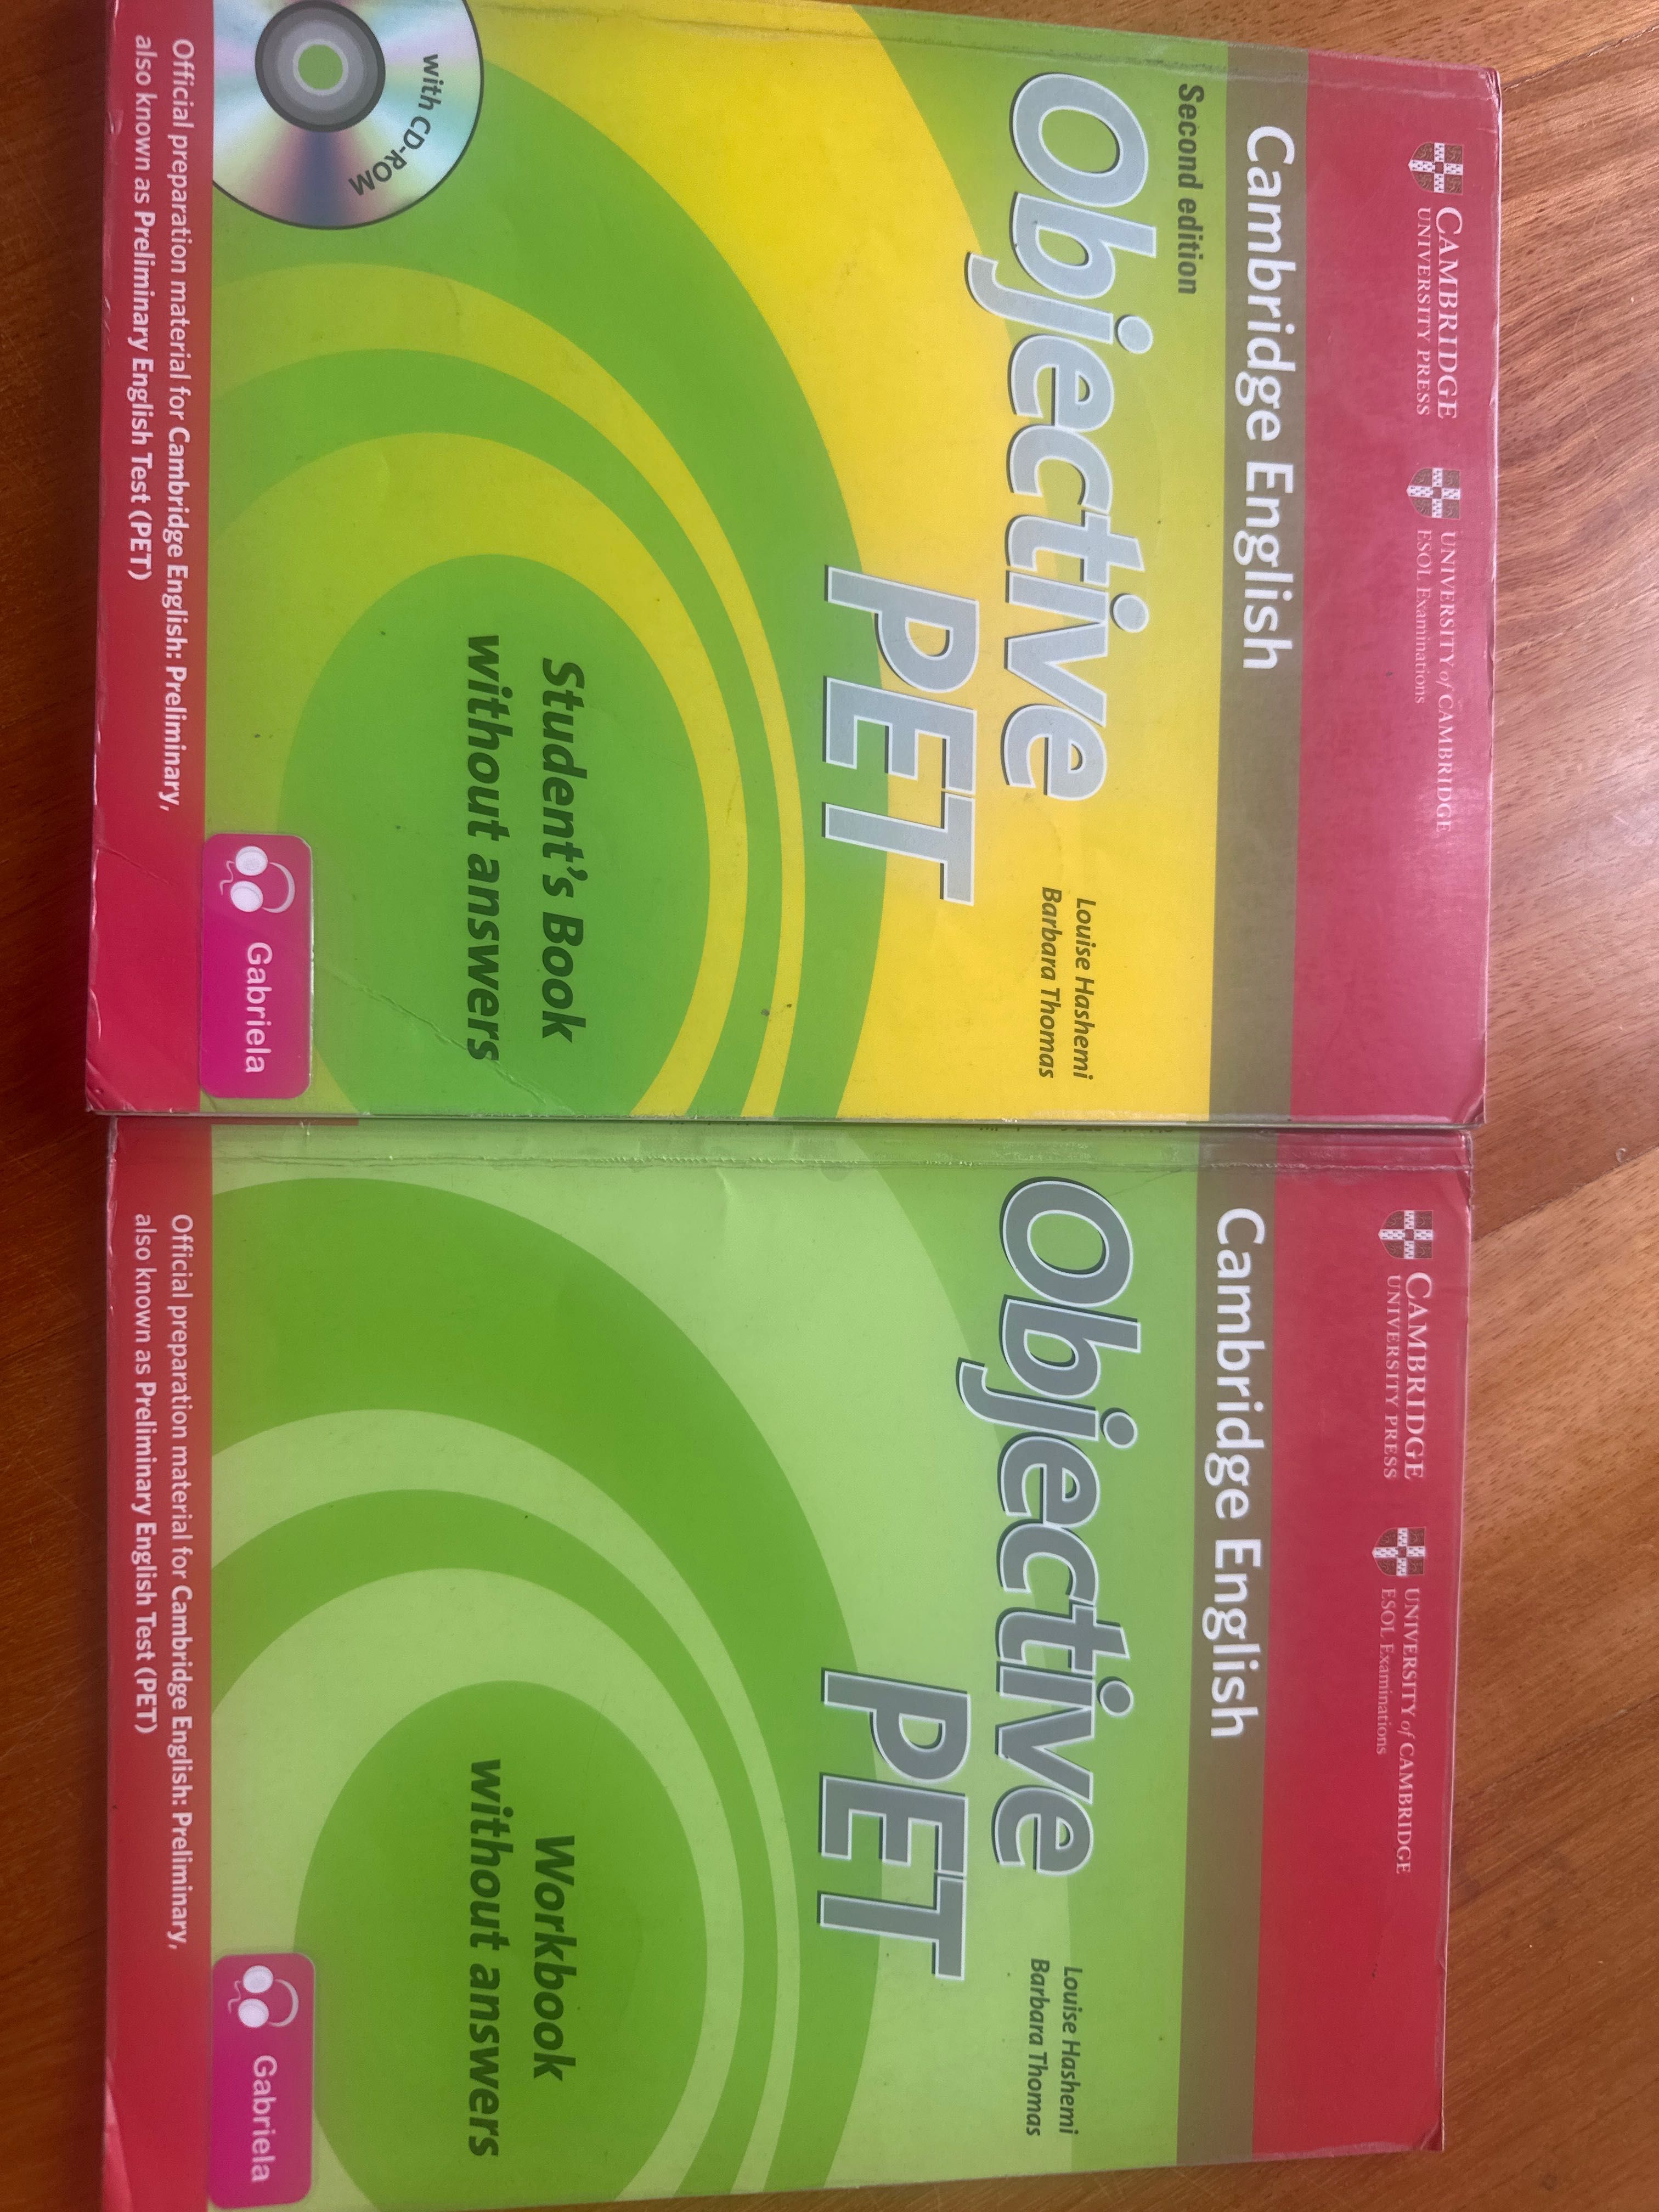 CAMBRIDGE
UNIVERSITY PRESS
UNIVERSITY of CAMBRIDGE
ESOL Examinations
Cambridge English
Second edition
Objective
PET
Louise Hashemi
Barbara Thomas
Student's Book
without answers
with CD-ROM
Gabriela
Official preparation material for Cambridge English: Preliminary,
also known as Preliminary English Test (PET)
CAMBRIDGE
UNIVERSITY PRESS
UNIVERSITY of CAMBRIDGE
ESOL Examinations
Cambridge English
Objective
PET
Louise Hashemi
Barbara Thomas
Workbook
without answers
Gabriela
Official preparation material for Cambridge English: Preliminary,
also known as Preliminary English Test (PET)